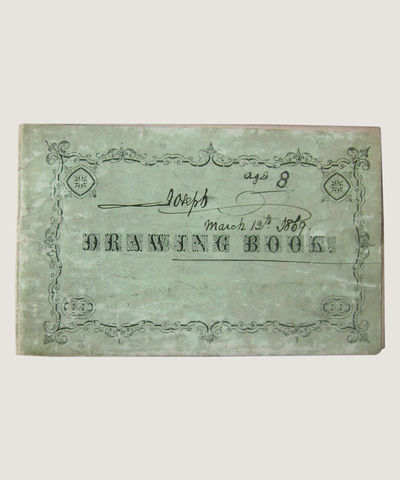 age 8
Joseph
March 12th 1869.
DRAWING BOOK.